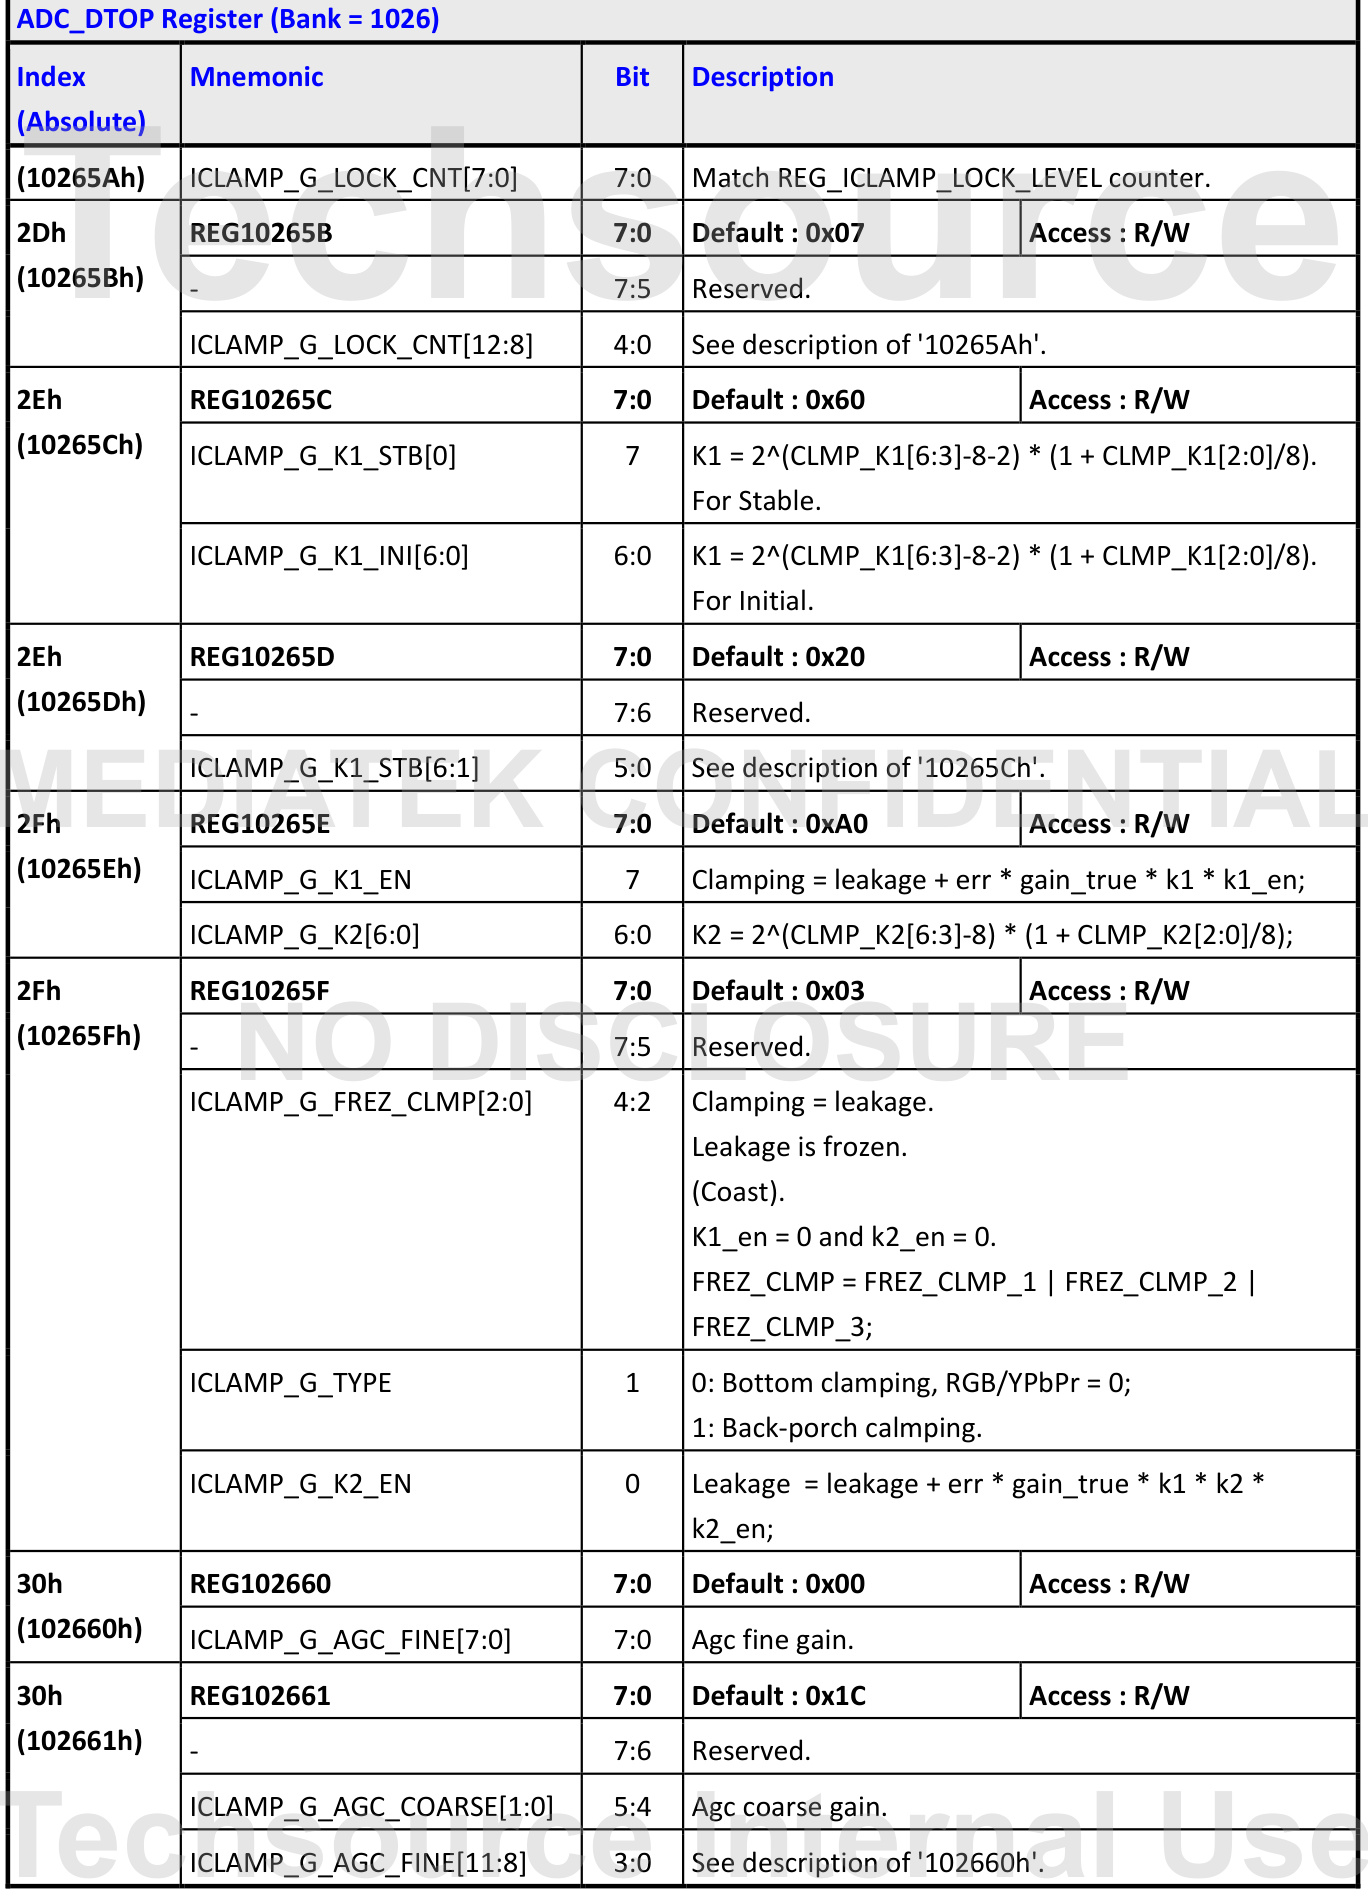 ADC_DTOP Register (Bank = 1026)
Index (Absolute) Mnemonic Bit Description
(10265Ah) ICLAMP_G_LOCK_CNT[7:0] 7:0 Match REG_ICLAMP_LOCK_LEVEL counter.
Techsource
2Dh REG10265B 7:0 Default : 0x07 Access : R/W
(10265Bh) - 7:5 Reserved.
ICLAMP_G_LOCK_CNT[12:8] 4:0 See description of '10265Ah'.
2Eh REG10265C 7:0 Default : 0x60 Access : R/W
(10265Ch) ICLAMP_G_K1_STB[0] 7 K1 = 2^(CLMP_K1[6:3]-8-2) * (1 + CLMP_K1[2:0]/8).
For Stable.
ICLAMP_G_K1_INI[6:0] 6:0 K1 = 2^(CLMP_K1[6:3]-8-2) * (1 + CLMP_K1[2:0]/8).
For Initial.
2Eh REG10265D 7:0 Default : 0x20 Access : R/W
(10265Dh) - 7:6 Reserved.
ICLAMP_G_K1_STB[6:1] 5:0 See description of '10265Ch'.
MEDIATEK CONFIDENTIAL
2Fh REG10265E 7:0 Default : 0xA0 Access : R/W
(10265Eh) ICLAMP_G_K1_EN 7 Clamping = leakage + err * gain_true * k1 * k1_en;
ICLAMP_G_K2[6:0] 6:0 K2 = 2^(CLMP_K2[6:3]-8) * (1 + CLMP_K2[2:0]/8);
2Fh REG10265F 7:0 Default : 0x03 Access : R/W
(10265Fh) - 7:5 Reserved.
NO DISCLOSURE
ICLAMP_G_FREZ_CLMP[2:0] 4:2 Clamping = leakage.
Leakage is frozen.
(Coast).
K1_en = 0 and k2_en = 0.
FREZ_CLMP = FREZ_CLMP_1 | FREZ_CLMP_2 |
FREZ_CLMP_3;
ICLAMP_G_TYPE 1 0: Bottom clamping, RGB/YPbPr = 0;
1: Back-porch calmping.
ICLAMP_G_K2_EN 0 Leakage = leakage + err * gain_true * k1 * k2 *
k2_en;
30h REG102660 7:0 Default : 0x00 Access : R/W
(102660h) ICLAMP_G_AGC_FINE[7:0] 7:0 Agc fine gain.
30h REG102661 7:0 Default : 0x1C Access : R/W
(102661h) - 7:6 Reserved.
ICLAMP_G_AGC_COARSE[1:0] 5:4 Agc coarse gain.
Techsource Internal Use
ICLAMP_G_AGC_FINE[11:8] 3:0 See description of '102660h'.